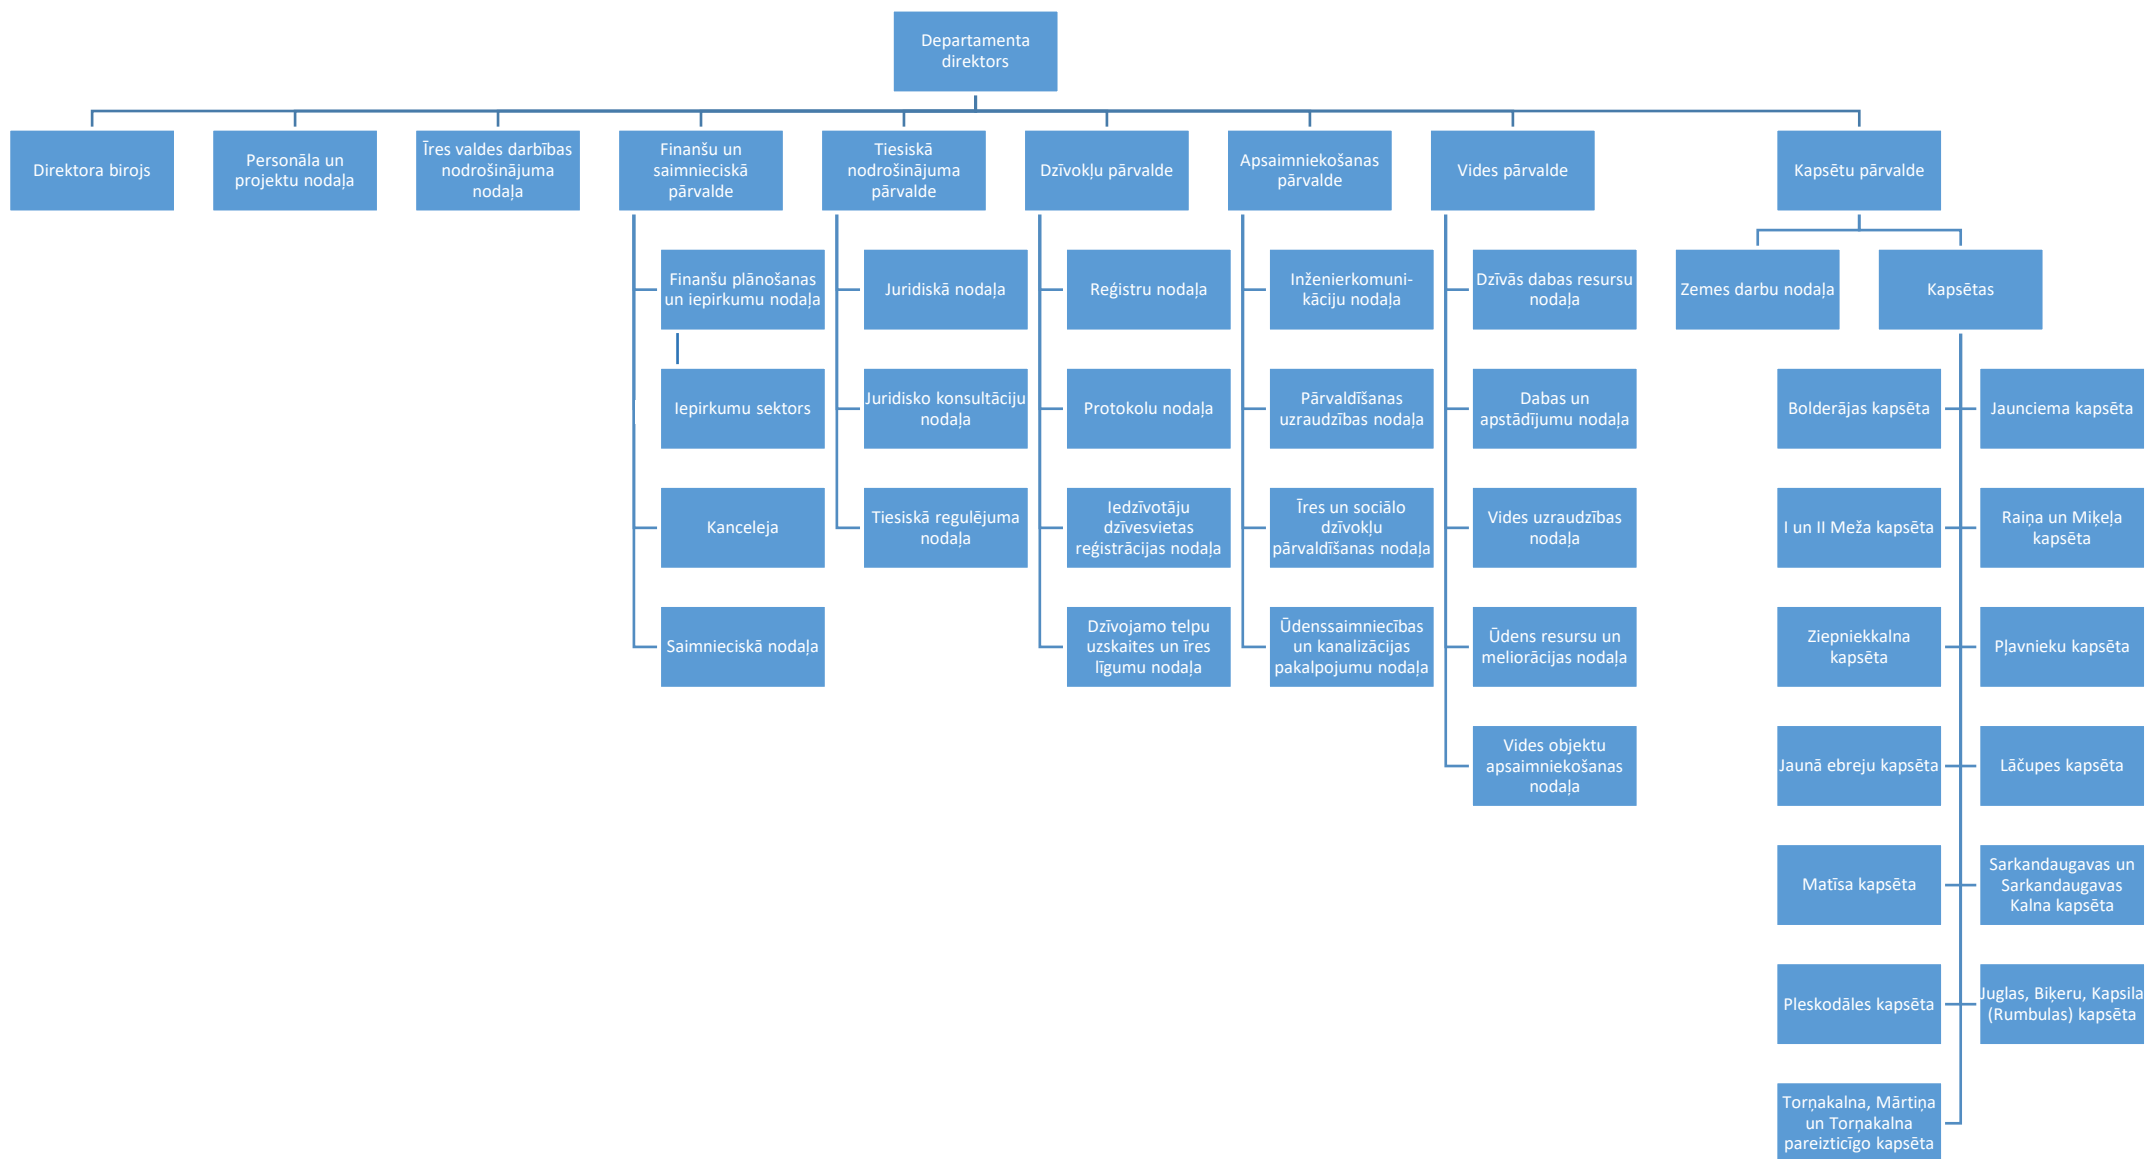 Departamenta
direktors
Direktora birojs
Personāla un
projektu nodaļa
Īres valdes darbības
nodrošinājuma
nodaļa
Finanšu un
saimnieciskā
pārvalde
Tiesiskā
nodrošinājuma
pārvalde
Dzīvokļu pārvalde
Apsaimniekošanas
pārvalde
Vides pārvalde
Kapsētu pārvalde
Finanšu plānošanas
un iepirkumu nodaļa
Iepirkumu sektors
Kanceleja
Saimnieciskā nodaļa
Juridiskā nodaļa
Juridisko konsultāciju
nodaļa
Tiesiskā regulējuma
nodaļa
Reģistru nodaļa
Protokolu nodaļa
Iedzīvotāju
dzīvesvietas
reģistrācijas nodaļa
Dzīvojamo telpu
uzskaites un īres
līgumu nodaļa
Inženierkomuni-
kāciju nodaļa
Pārvaldīšanas
uzraudzības nodaļa
Īres un sociālo
dzīvokļu
pārvaldīšanas nodaļa
Ūdenssaimniecības
un kanalizācijas
pakalpojumu nodaļa
Dzīvās dabas resursu
nodaļa
Dabas un
apstādījumu nodaļa
Vides uzraudzības
nodaļa
Ūdens resursu un
meliorācijas nodaļa
Vides objektu
apsaimniekošanas
nodaļa
Zemes darbu nodaļa
Kapsētas
Bolderājas kapsēta
Jaunciema kapsēta
I un II Meža kapsēta
Raiņa un Miķeļa
kapsēta
Ziepniekkalna
kapsēta
Pļavnieku kapsēta
Jaunā ebreju kapsēta
Lāčupes kapsēta
Matīsa kapsēta
Sarkandaugavas un
Sarkandaugavas
Kalna kapsēta
Pleskodāles kapsēta
Juglas, Biķeru, Kapsila
(Rumbulas) kapsēta
Torņakalna, Mārtiņa
un Torņakalna
pareizticīgo kapsēta